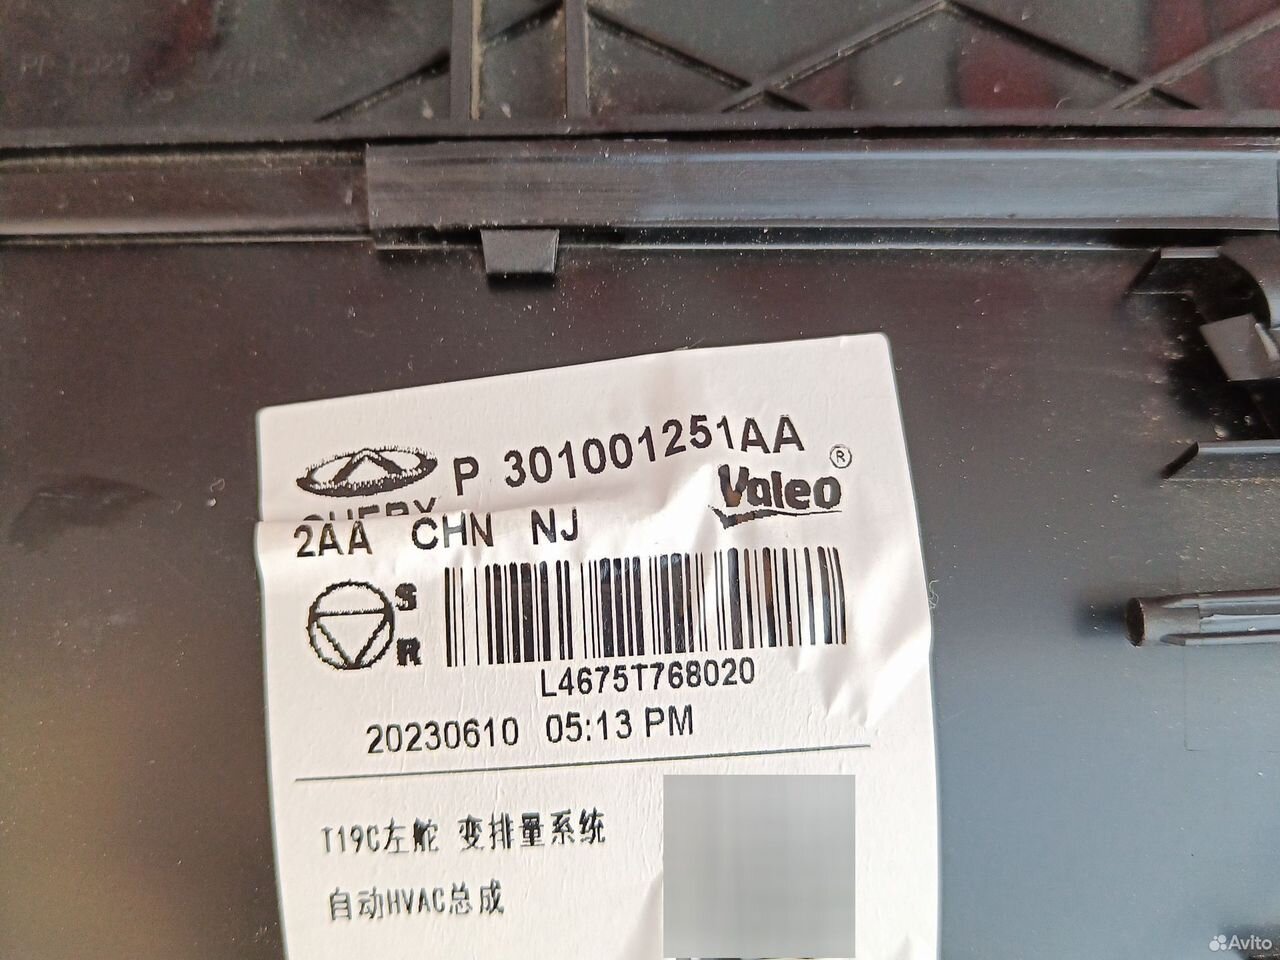 P 301001251AA
Valeo ®
CHERY
2AA CHN NJ
S
R
L4675T768020
20230610 05:13 PM
T19C左舵 变排量系统
自动HVAC总成
Avito